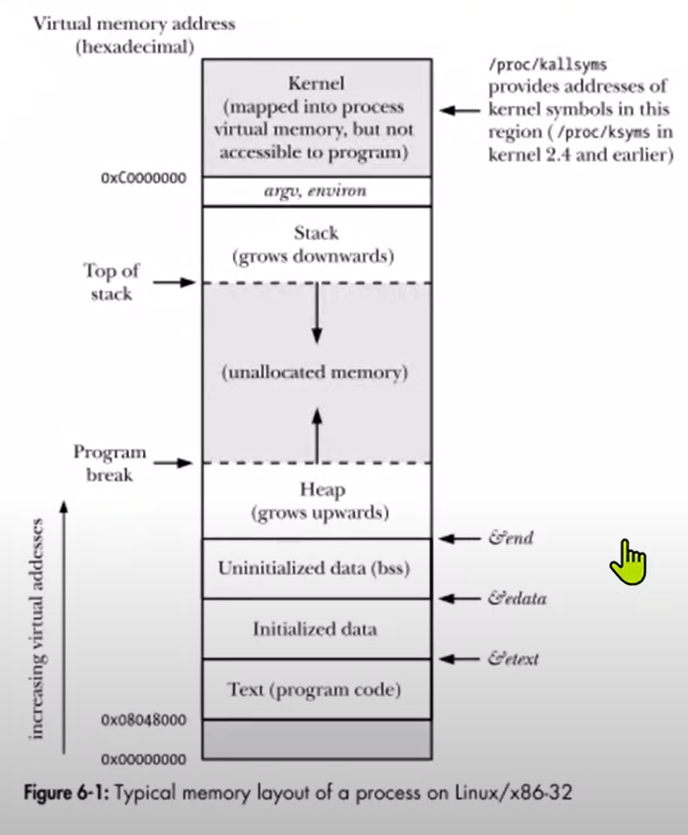 Virtual memory address
(hexadecimal)
Kernel
(mapped into process
virtual memory, but not
accessible to program)
/proc/kallsyms
provides addresses of
kernel symbols in this
region (/proc/ksyms in
kernel 2.4 and earlier)
0xC0000000
argv, environ
Stack
(grows downwards)
Top of
stack
(unallocated memory)
Program
break
Heap
(grows upwards)
&end
Uninitialized data (bss)
&edata
Initialized data
&etext
Text (program code)
increasing virtual addesses
0x08048000
0x00000000
Figure 6-1: Typical memory layout of a process on Linux/x86-32